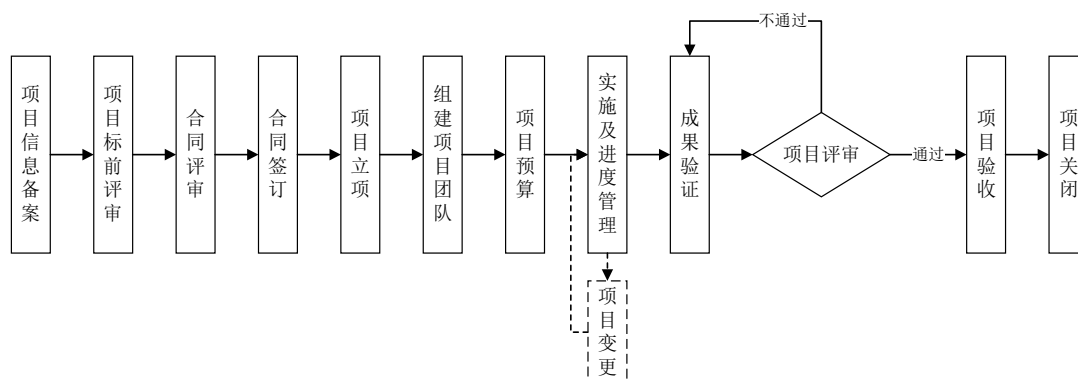 项目信息备案
项目标前评审
合同评审
合同签订
项目立项
组建项目团队
项目预算
实施及进度管理
项目变更
成果验证
不通过
项目评审
通过
项目验收
项目关闭